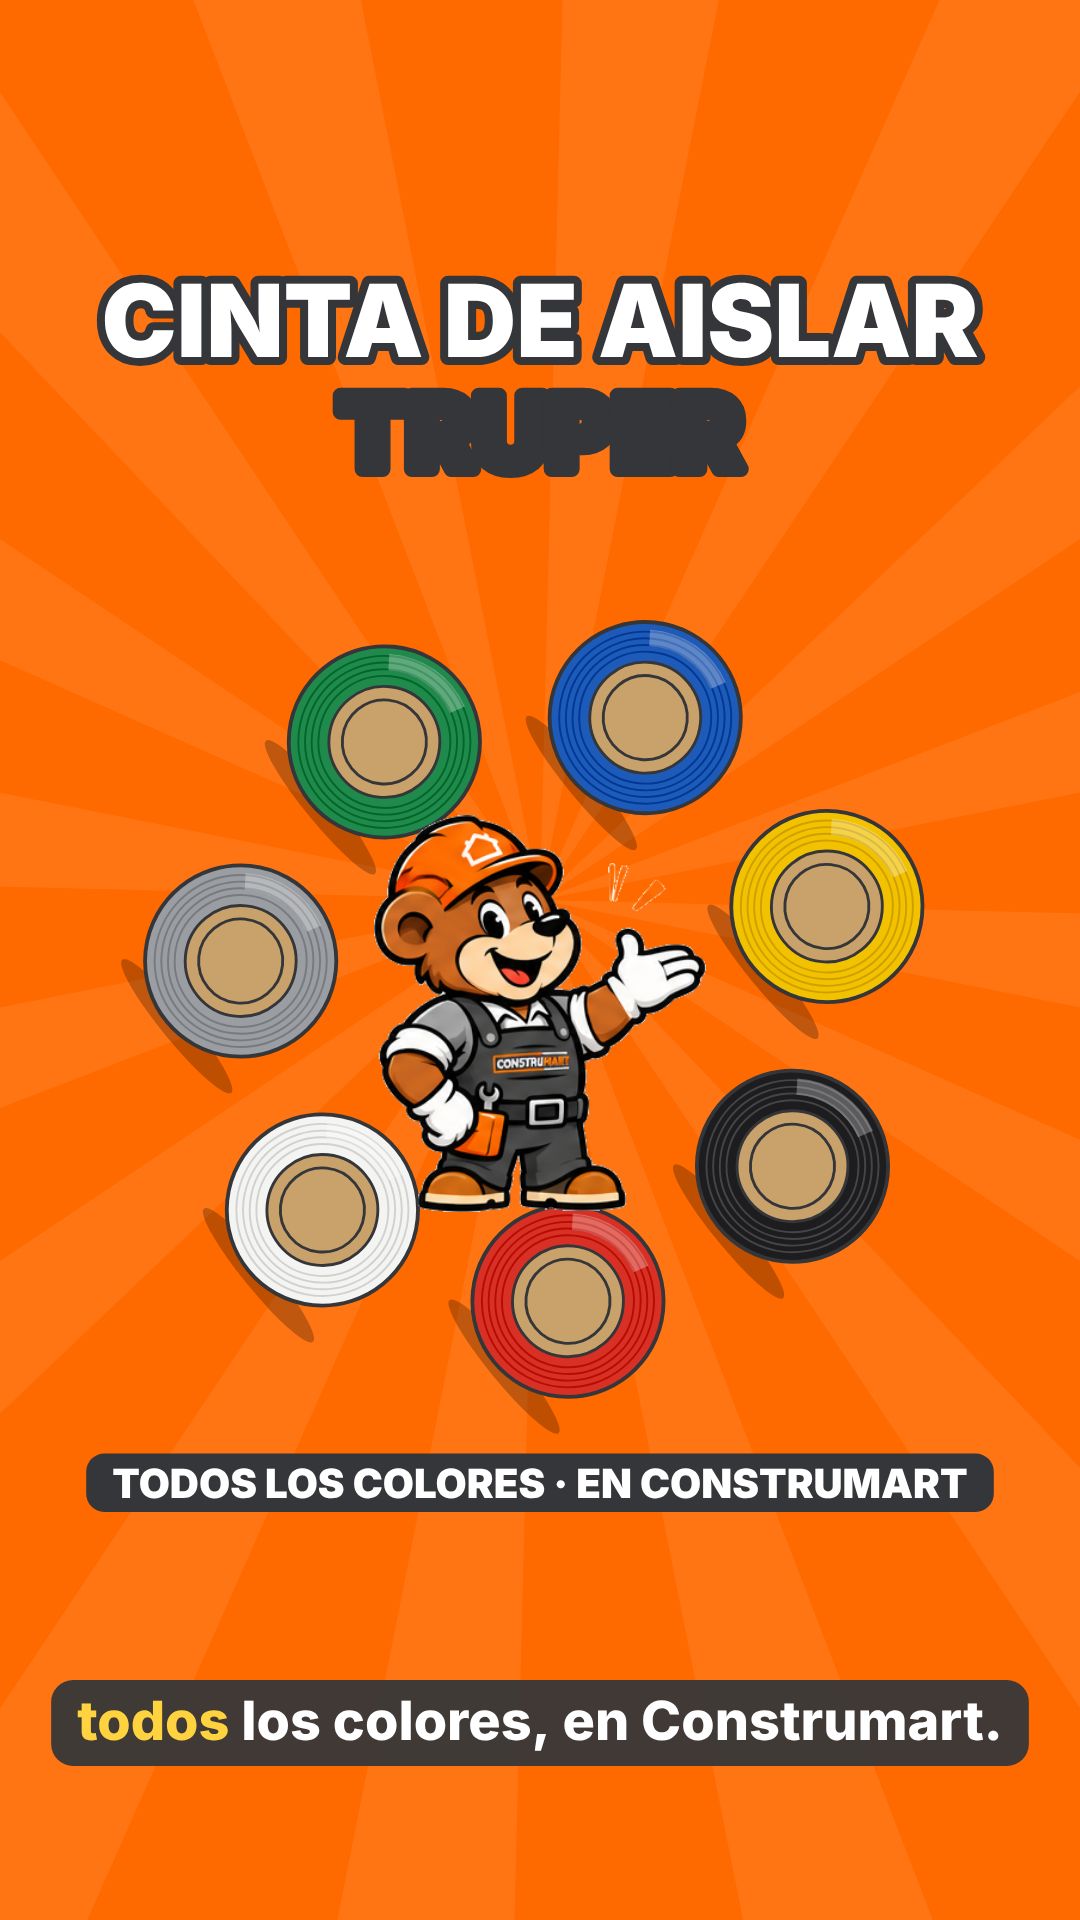 CINTA DE AISLAR
TRUPER
CONSTRUMART
TODOS LOS COLORES · EN CONSTRUMART
todos los colores, en Construmart.